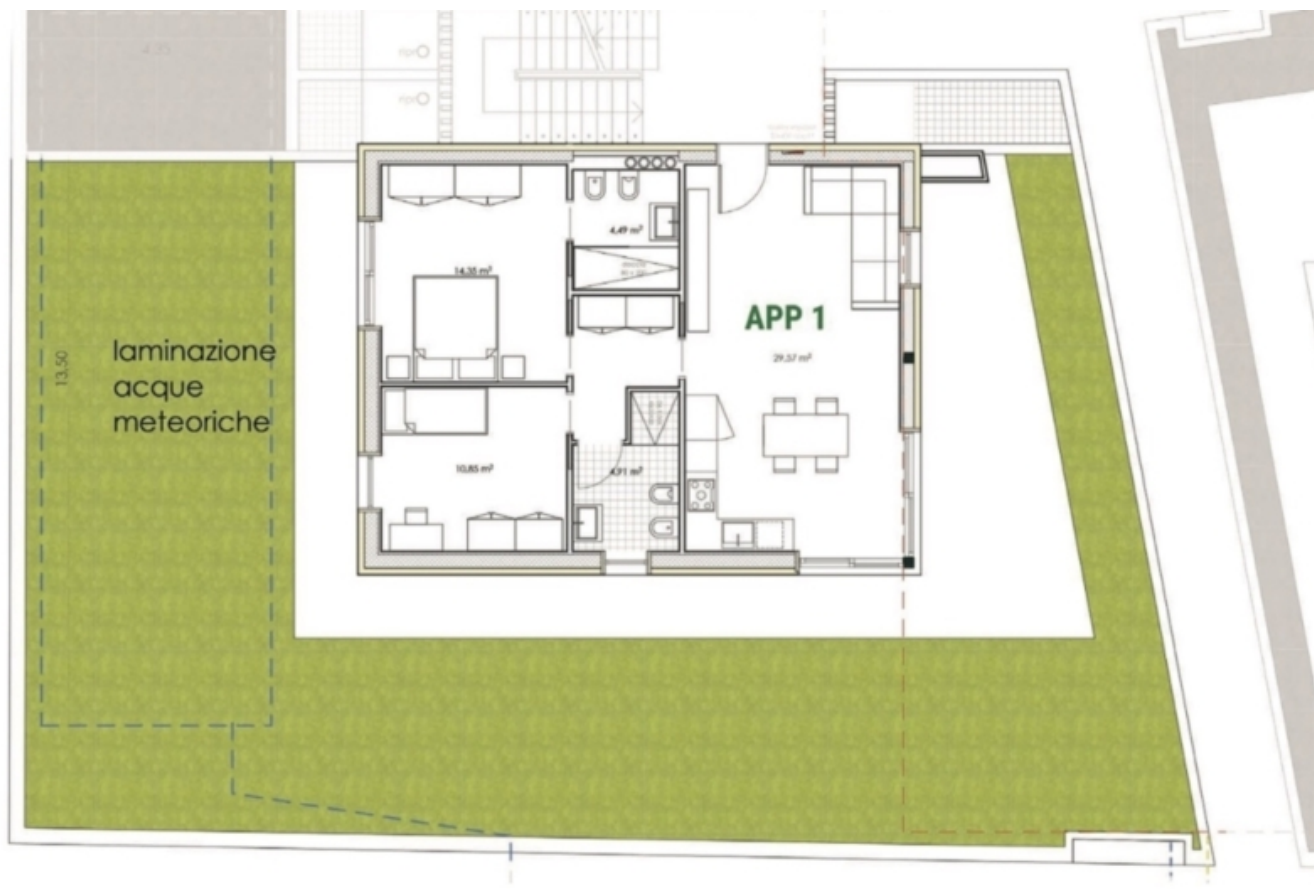 4,49 m²
14,35 m²
APP 1
29,57 m²
13,50
laminazione
acque
meteoriche
10,85 m²
4,91 m²